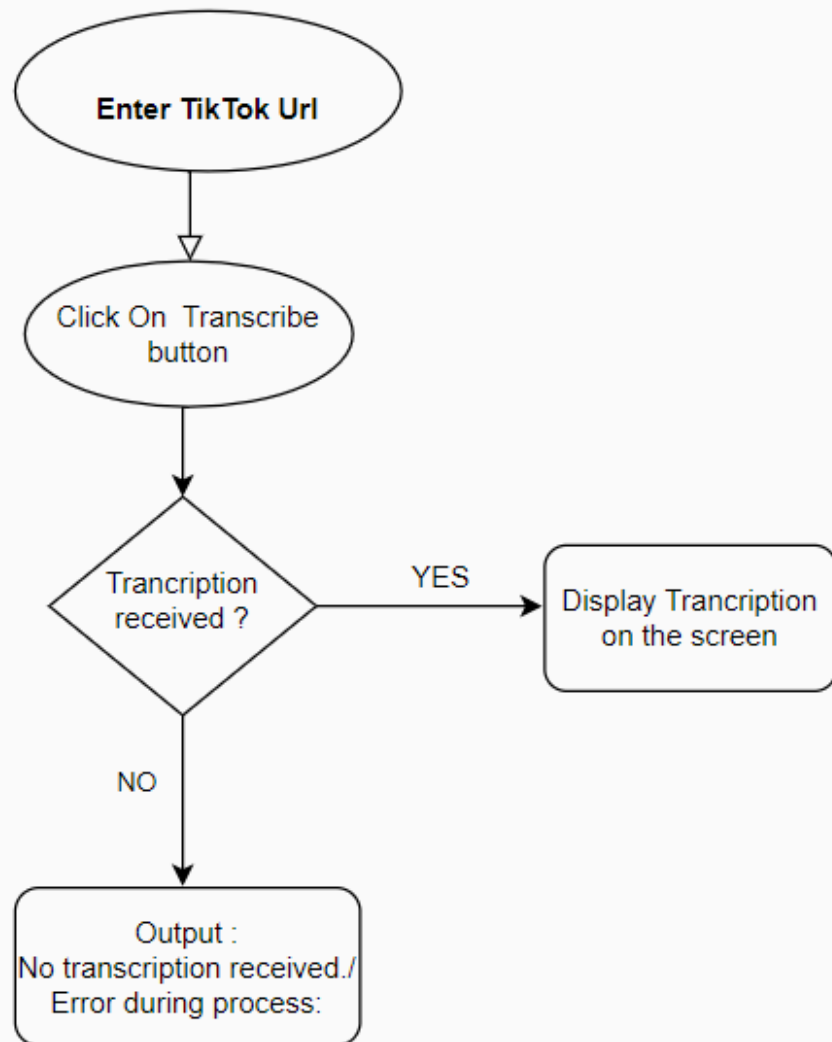 Enter TikTok Url
Click On Transcribe
button
Trancription
received ?
YES
Display Trancription
on the screen
NO
Output :
No transcription received./
Error during process: